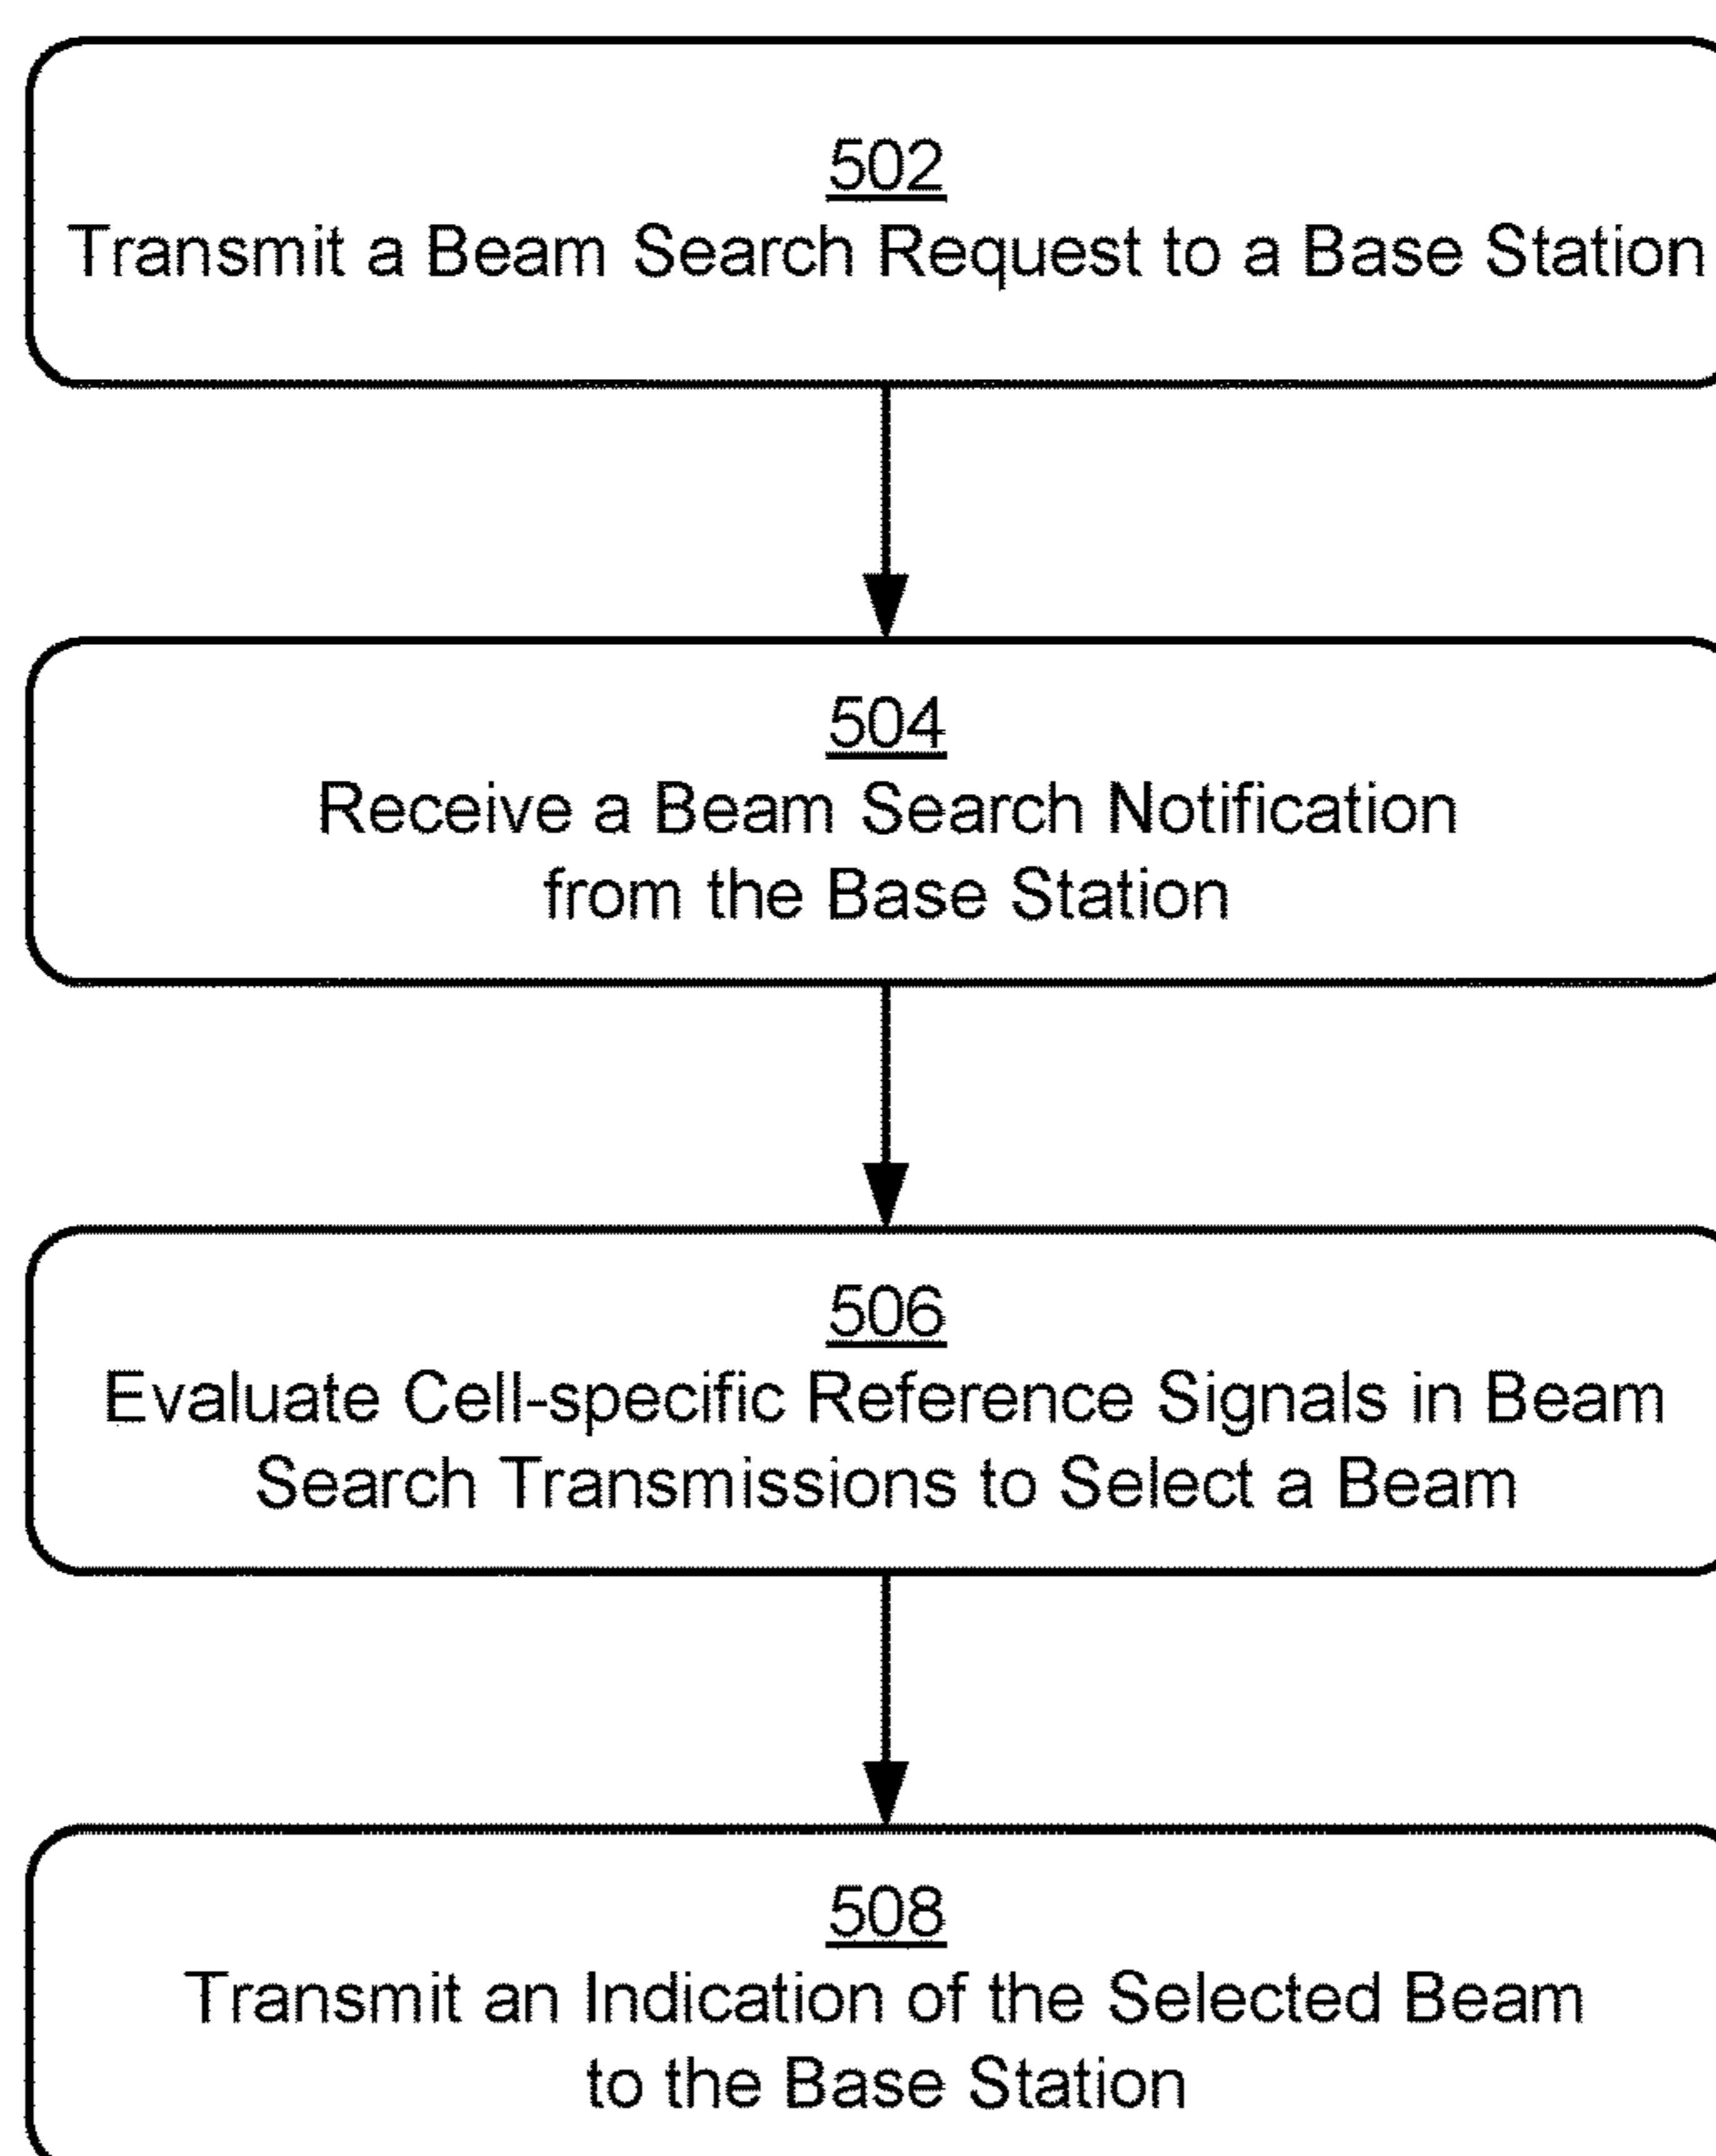 502
Transmit a Beam Search Request to a Base Station
504
Receive a Beam Search Notification
from the Base Station
506
Evaluate Cell-specific Reference Signals in Beam
Search Transmissions to Select a Beam
508
Transmit an Indication of the Selected Beam
to the Base Station